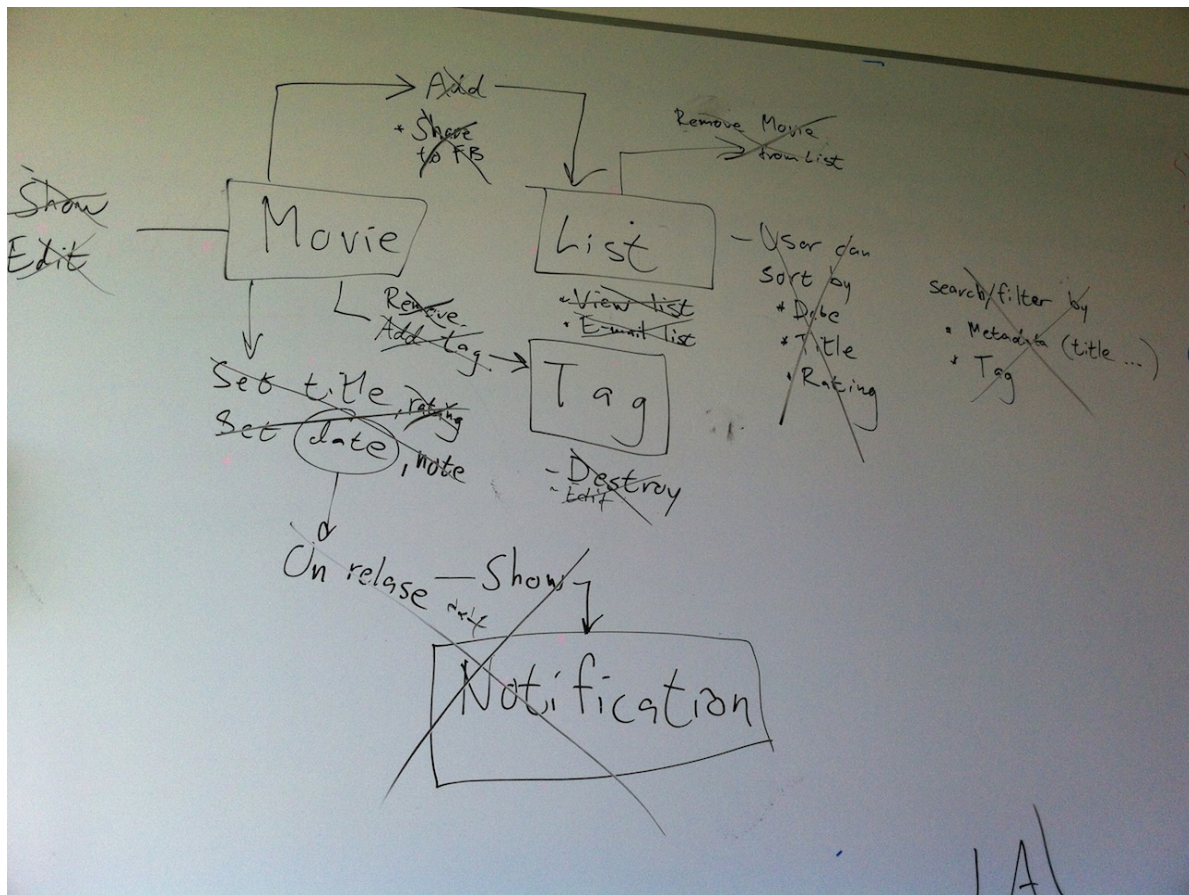 Add
* Share
to FB
Remove Movie
from List
Show
Edit
Movie
List
- User can
sort by
* Date
* Title
* Rating
search/filter by
* Metadata (title ...)
* Tag
* View list
* E-mail list
Remove
Add tag
Tag
Set title, rating
Set date, note
- Destroy
- Edit
On relase — Show
date
Notification